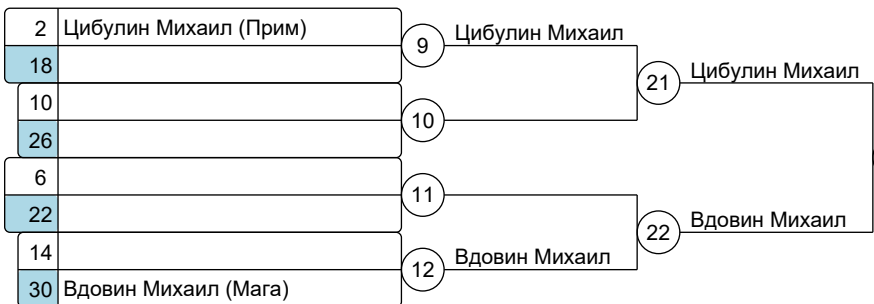 2 Цибулин Михаил (Прим)
18
9 Цибулин Михаил
10
26
10
21 Цибулин Михаил
6
22
11
14
30 Вдовин Михаил (Мага)
12 Вдовин Михаил
22 Вдовин Михаил